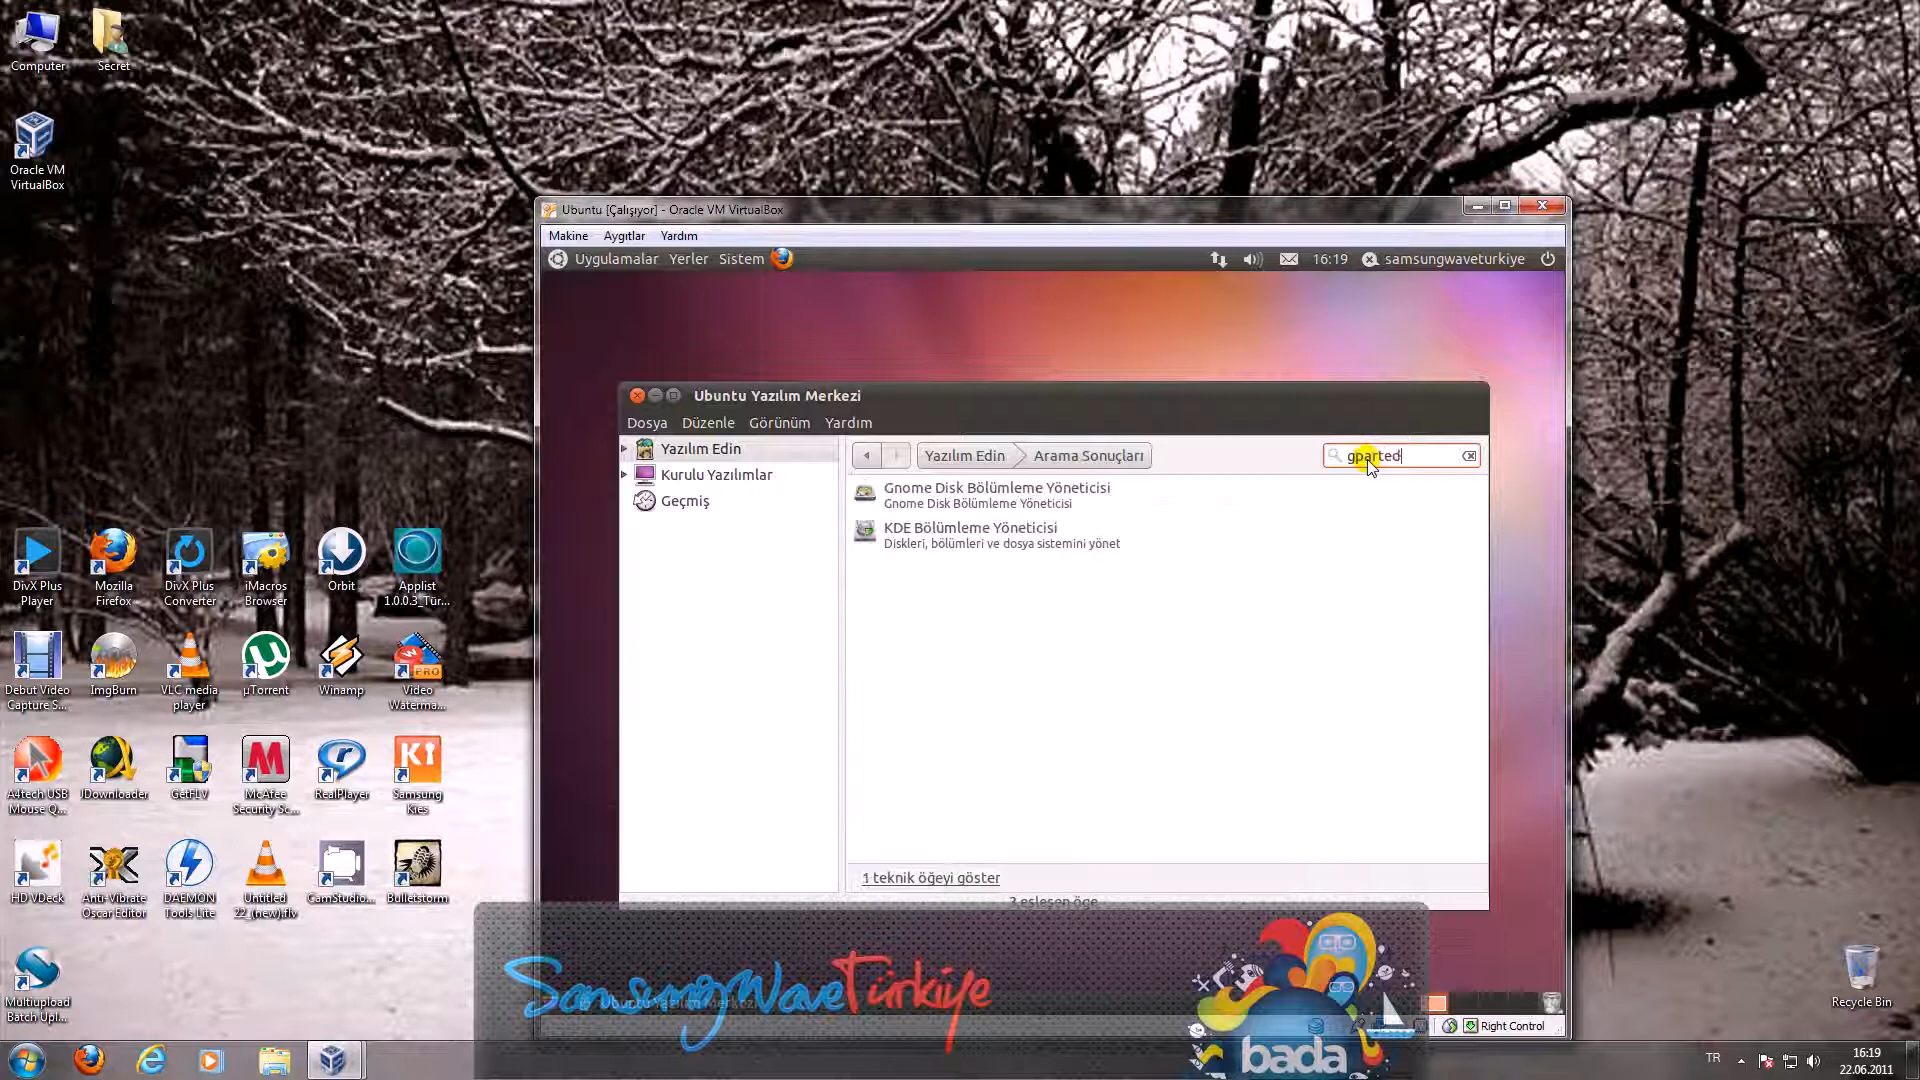 Computer
Secret
Oracle VM
VirtualBox
Ubuntu [Çalışıyor] - Oracle VM VirtualBox
Makine Aygıtlar Yardım
Uygulamalar Yerler Sistem
16:19 samsungwaveturkiye
Ubuntu Yazılım Merkezi
Dosya Düzenle Görünüm Yardım
Yazılım Edin
Kurulu Yazılımlar
Geçmiş
Yazılım Edin Arama Sonuçları
gparted
Gnome Disk Bölümleme Yöneticisi
Gnome Disk Bölümleme Yöneticisi
KDE Bölümleme Yöneticisi
Diskleri, bölümleri ve dosya sistemini yönet
1 teknik öğeyi göster
eşleşen öge
DivX Plus
Player
Mozilla
Firefox
DivX Plus
Converter
iMacros
Browser
Orbit
Applist
1.0.0.3_Tür...
Debut Video
Capture S...
ImgBurn
VLC media
player
µTorrent
Winamp
PRO
Video
Waterma...
A4tech USB
Mouse Q...
JDownloader
GetFLV
McAfee
Security Sc...
RealPlayer
Samsung
Kies
HD VDeck
Anti-Vibrate
Oscar Editor
DAEMON
Tools Lite
Untitled
22_(new).flv
CamStudio...
Bulletstorm
Multiupload
Batch Upl...
Recycle Bin
SamsungWaveTürkiye
Ubuntu Yazılım Merkezi
bada
Right Control
TR
16:19
22.06.2011